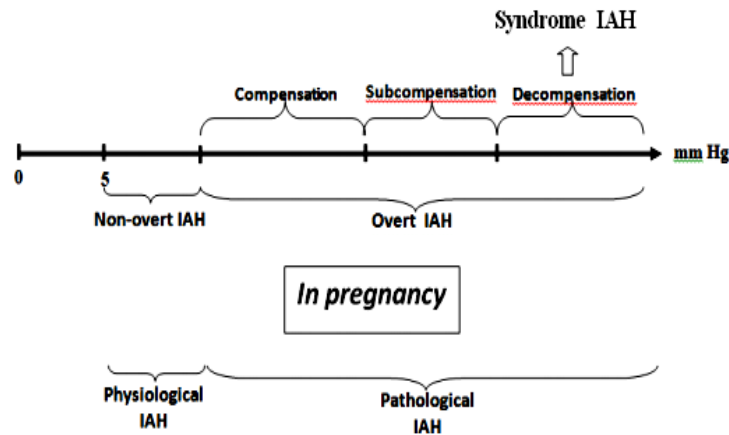 Syndrome IAH
Compensation
Subcompensation
Decompensation
mm Hg
0
5
Non-overt IAH
Overt IAH
In pregnancy
Physiological
IAH
Pathological
IAH